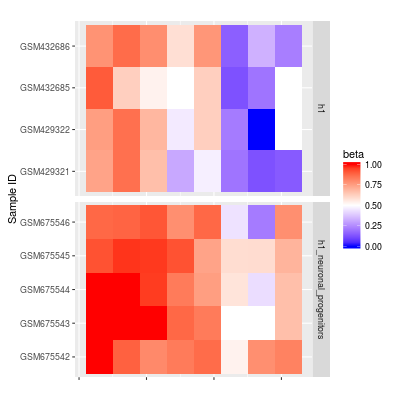 GSM432686
GSM432685
GSM429322
GSM429321
h1
GSM675546
GSM675545
GSM675544
GSM675543
GSM675542
h1_neuronal_progenitors
Sample ID
beta
1.00
0.75
0.50
0.25
0.00